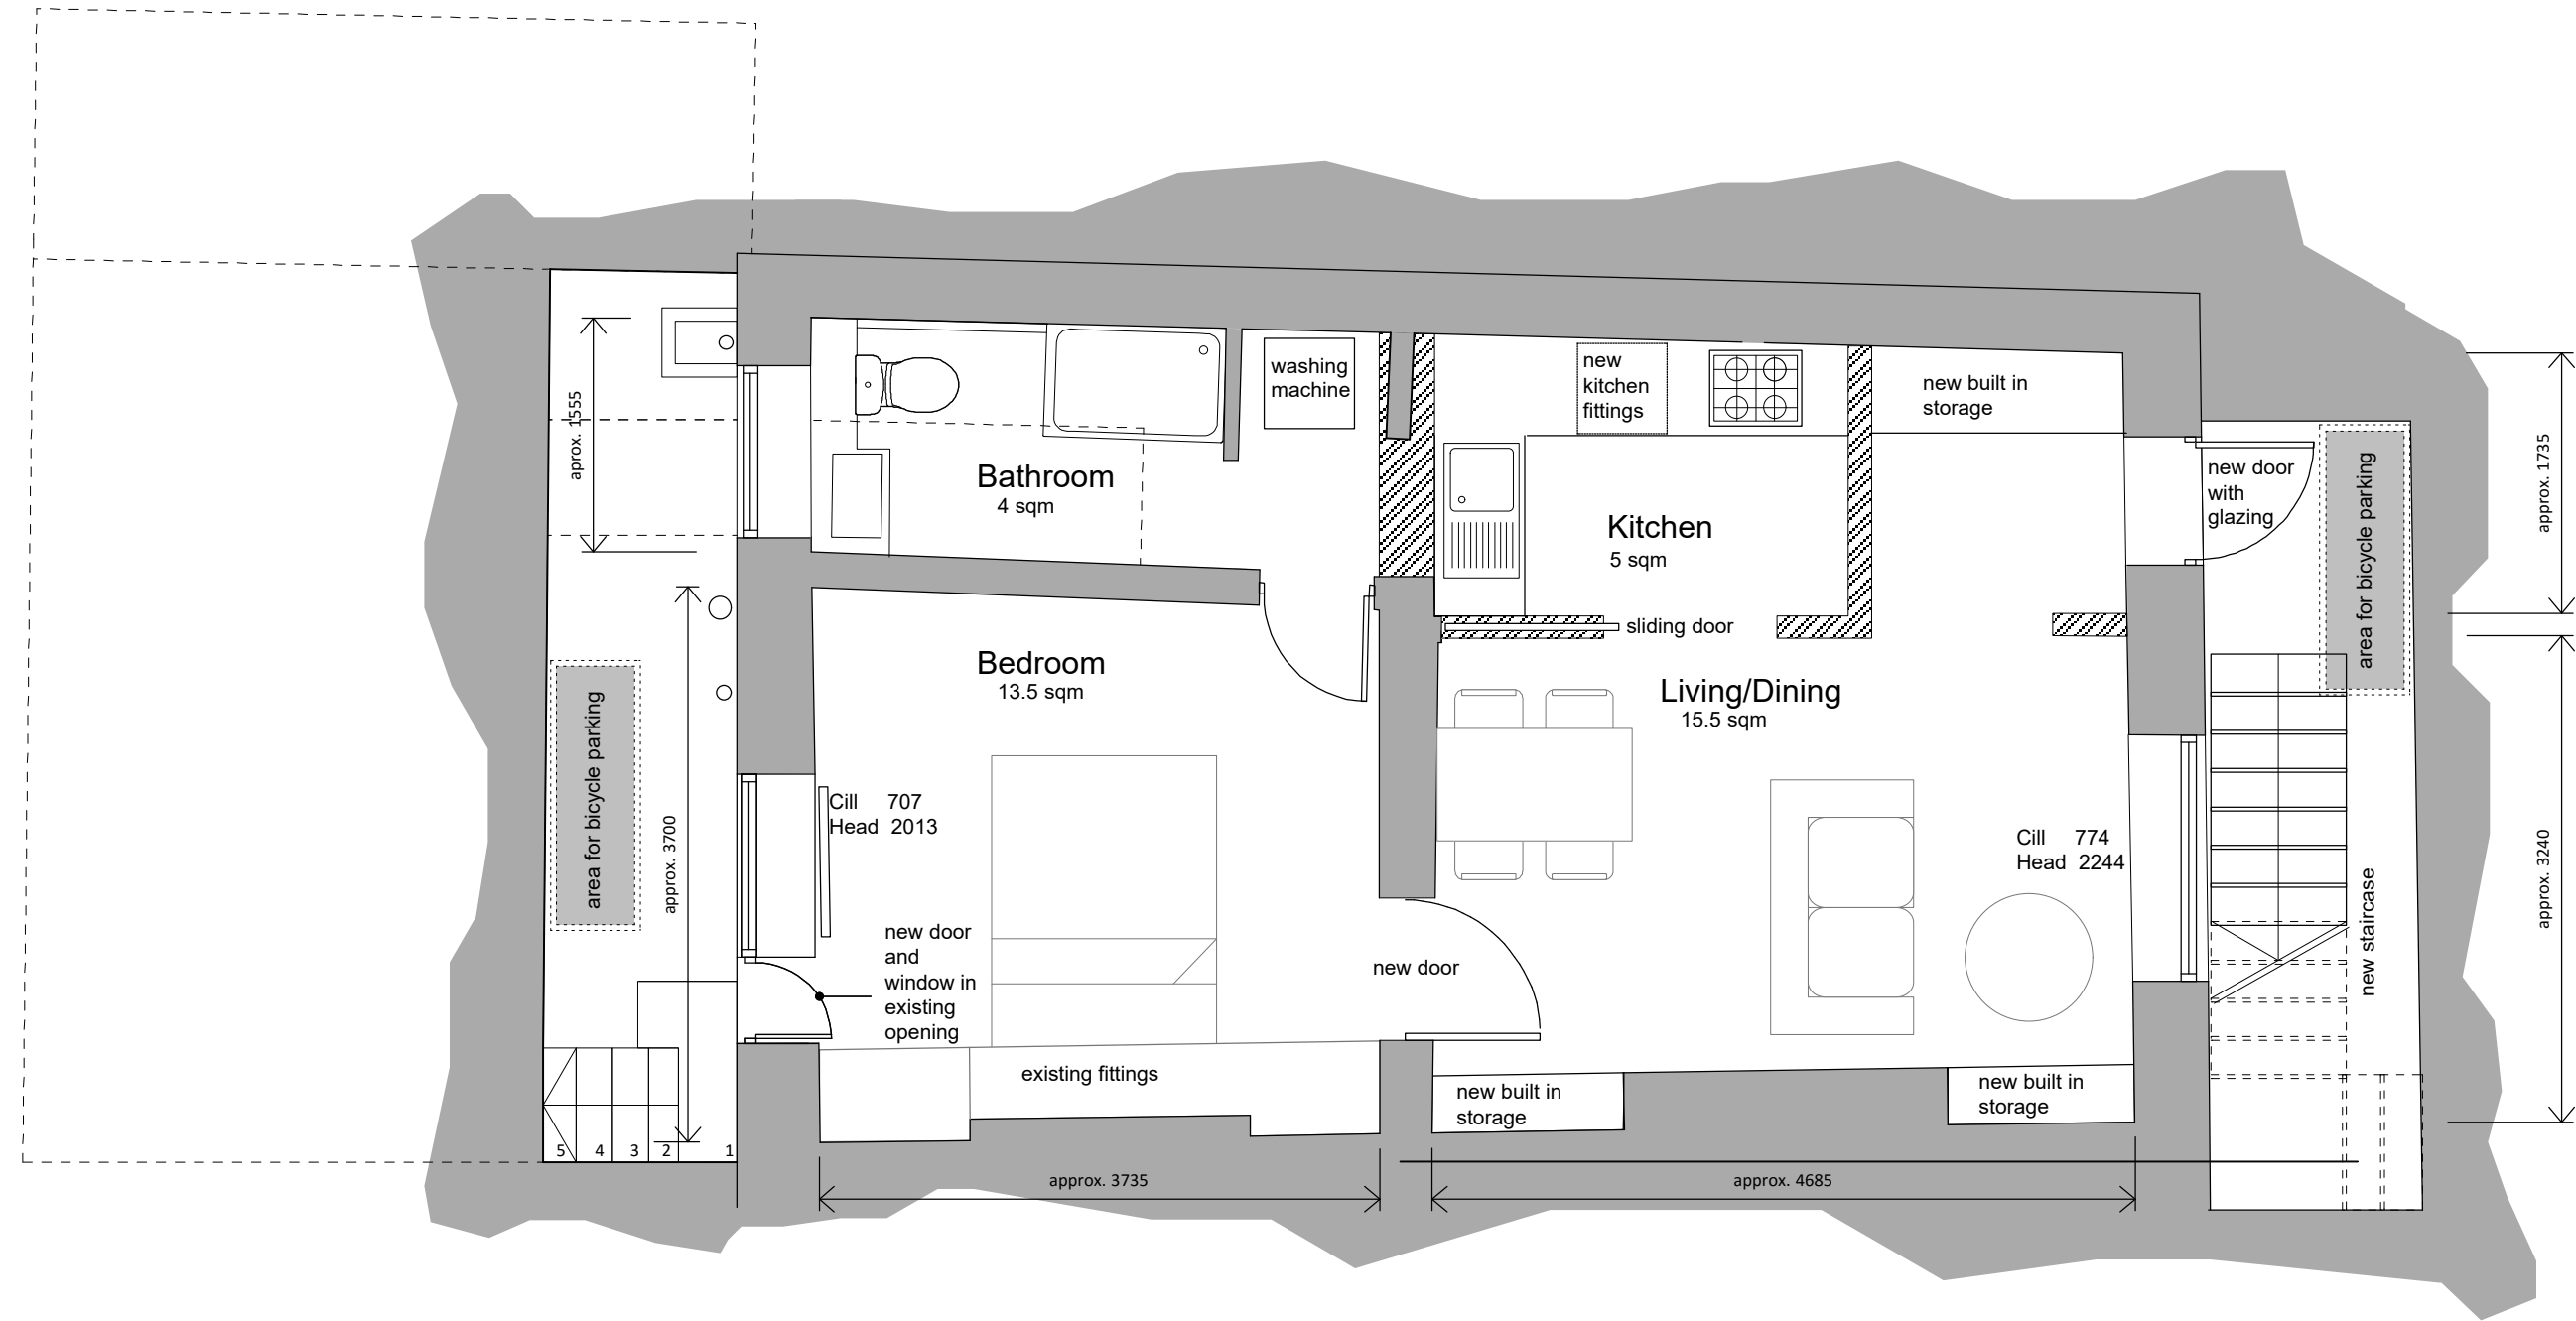 aprox. 1555
washing
machine
new
kitchen
fittings
new built in
storage
Bathroom
4 sqm
Kitchen
5 sqm
new door
with
glazing
area for bicycle parking
approx. 1735
sliding door
Bedroom
13.5 sqm
Living/Dining
15.5 sqm
area for bicycle parking
approx. 3700
Cill 707
Head 2013
Cill 774
Head 2244
approx. 3240
new staircase
new door
and
window in
existing
opening
new door
existing fittings
new built in
storage
new built in
storage
5 4 3 2 1
approx. 3735
approx. 4685